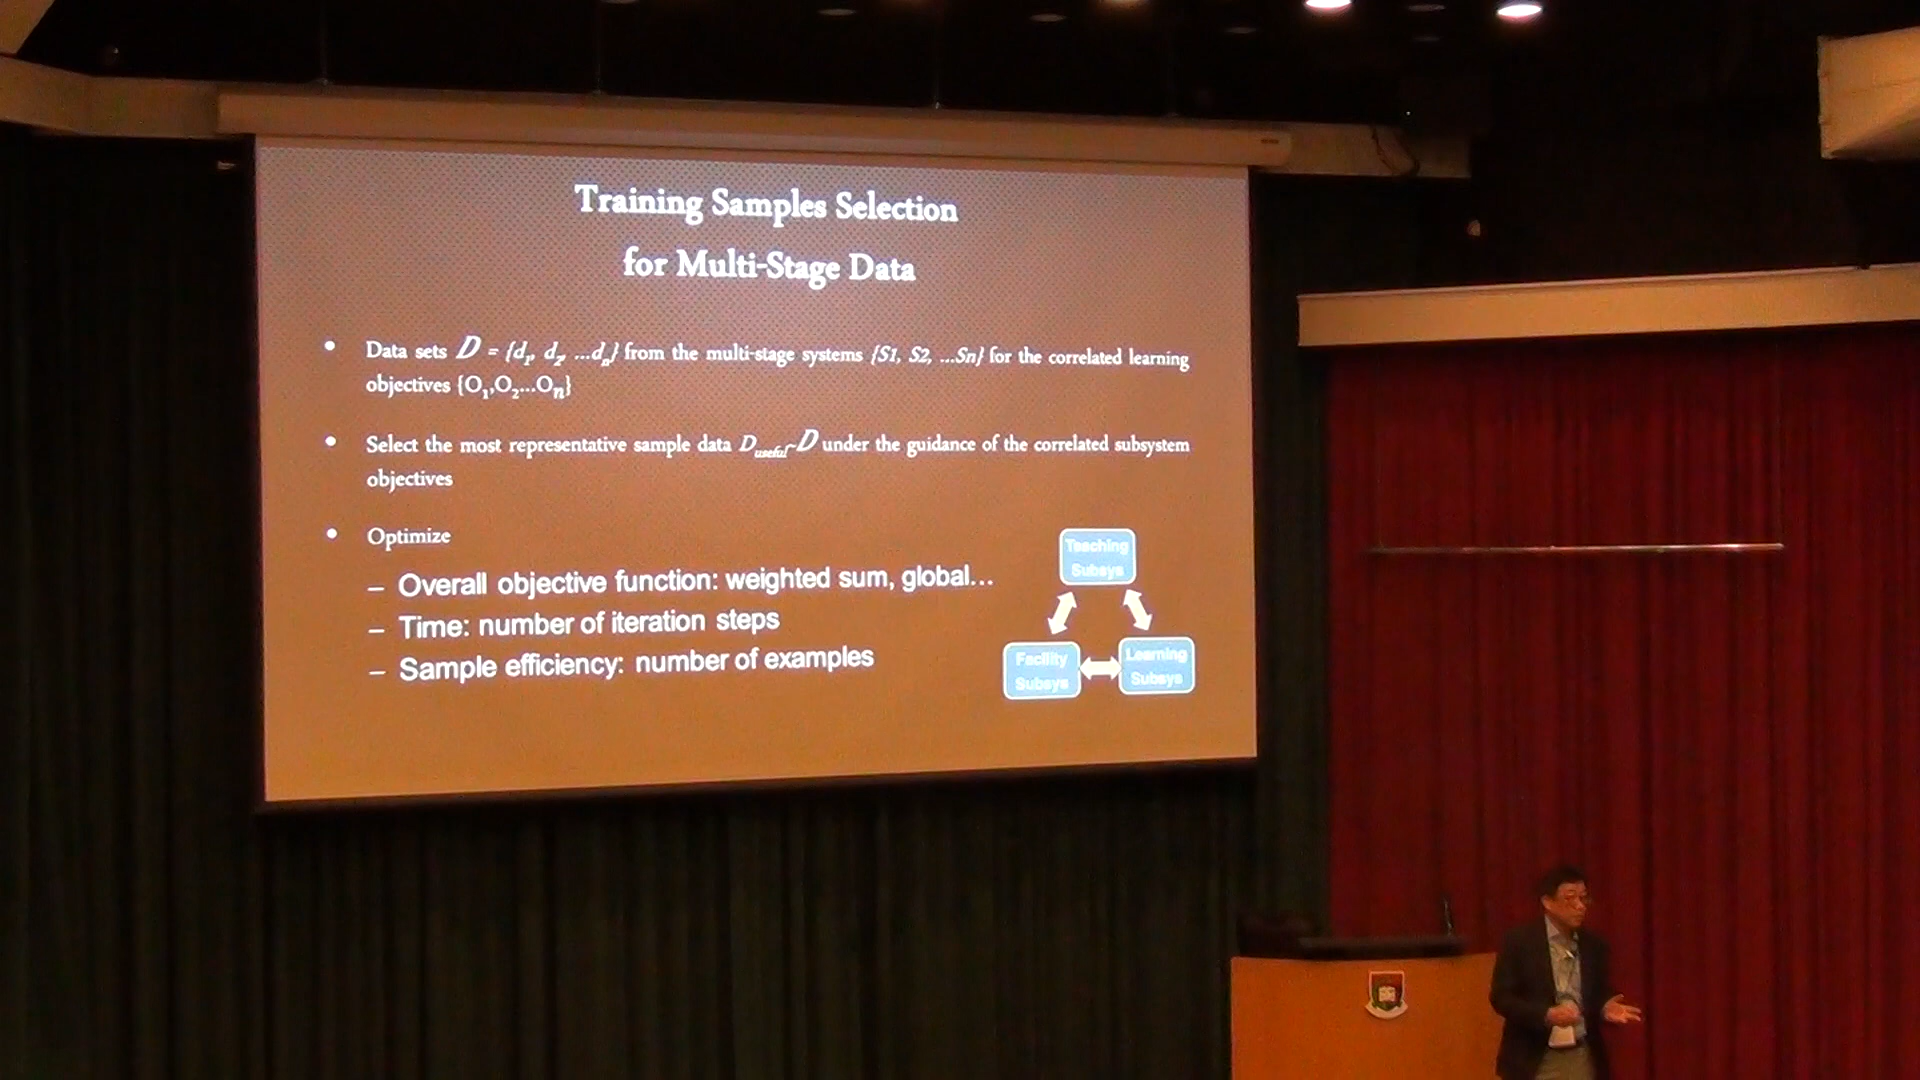 Training Samples Selection
for Multi-Stage Data
• Data sets D = {d1, d2, ...dn} from the multi-stage systems {S1, S2, ...Sn} for the correlated learning
objectives {O1,O2...On}
• Select the most representative sample data Duseful~D under the guidance of the correlated subsystem
objectives
• Optimize
– Overall objective function: weighted sum, global...
– Time: number of iteration steps
– Sample efficiency: number of examples
Teaching
Subsys
Facility
Subsys
Learning
Subsys